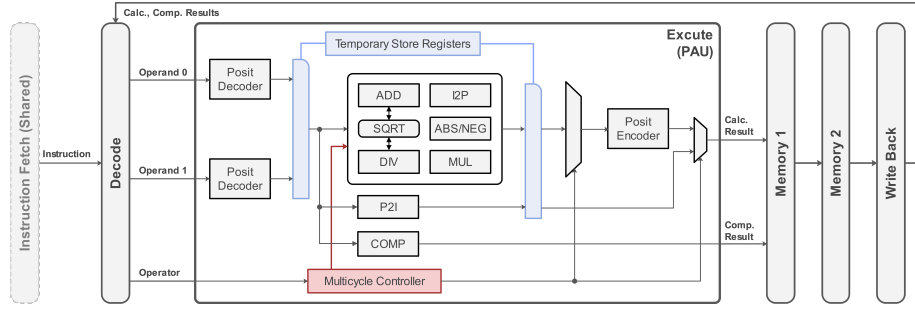 Calc., Comp. Results
Instruction Fetch (Shared)
Instruction
Decode
Operand 0
Operand 1
Operator
Excute
(PAU)
Temporary Store Registers
Posit
Decoder
Posit
Decoder
ADD
I2P
SQRT
ABS/NEG
DIV
MUL
P2I
COMP
Multicycle Controller
Posit
Encoder
Calc.
Result
Comp.
Result
Memory 1
Memory 2
Write Back